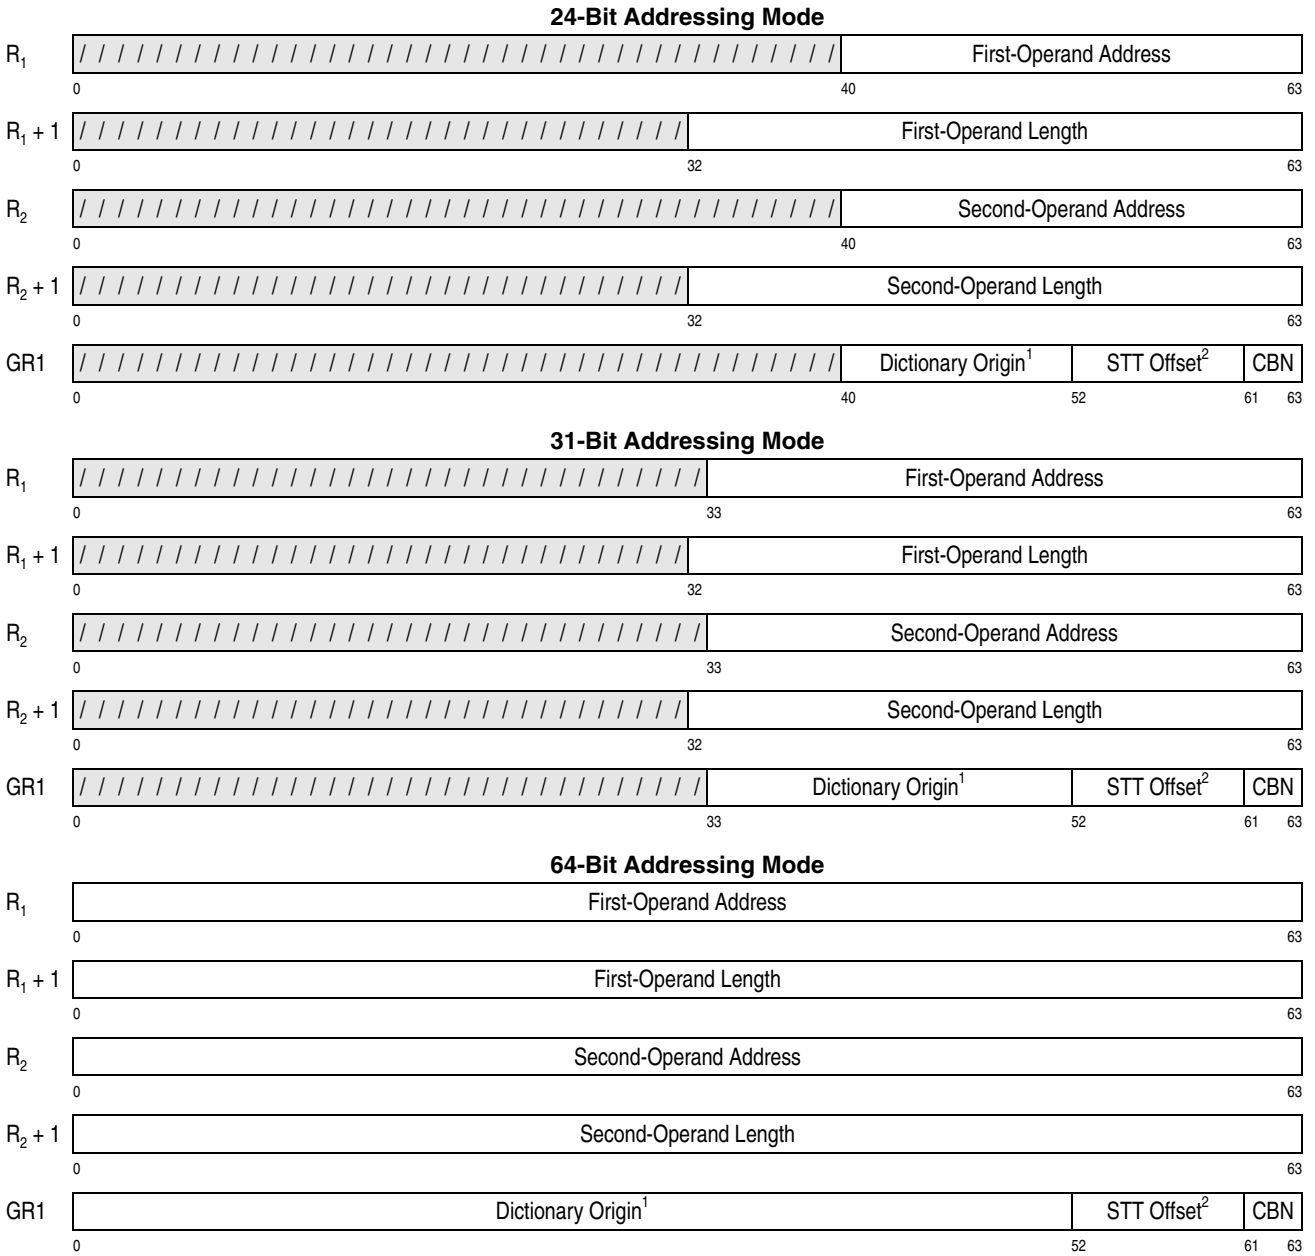 24-Bit Addressing Mode
R1 / / / / / / / / / / / / / / / / / / / / / / / / / / / / / / / / / / / / / / / / First-Operand Address
0 40 63
R1 + 1 / / / / / / / / / / / / / / / / / / / / / / / / / / / / / / / / First-Operand Length
0 32 63
R2 / / / / / / / / / / / / / / / / / / / / / / / / / / / / / / / / / / / / / / / / Second-Operand Address
0 40 63
R2 + 1 / / / / / / / / / / / / / / / / / / / / / / / / / / / / / / / / Second-Operand Length
0 32 63
GR1 / / / / / / / / / / / / / / / / / / / / / / / / / / / / / / / / / / / / / / / / Dictionary Origin1 STT Offset2 CBN
0 40 52 61 63
31-Bit Addressing Mode
R1 / / / / / / / / / / / / / / / / / / / / / / / / / / / / / / / / / First-Operand Address
0 33 63
R1 + 1 / / / / / / / / / / / / / / / / / / / / / / / / / / / / / / / / First-Operand Length
0 32 63
R2 / / / / / / / / / / / / / / / / / / / / / / / / / / / / / / / / / Second-Operand Address
0 33 63
R2 + 1 / / / / / / / / / / / / / / / / / / / / / / / / / / / / / / / / Second-Operand Length
0 32 63
GR1 / / / / / / / / / / / / / / / / / / / / / / / / / / / / / / / / / Dictionary Origin1 STT Offset2 CBN
0 33 52 61 63
64-Bit Addressing Mode
R1 First-Operand Address
0 63
R1 + 1 First-Operand Length
0 63
R2 Second-Operand Address
0 63
R2 + 1 Second-Operand Length
0 63
GR1 Dictionary Origin1 STT Offset2 CBN
0 52 61 63